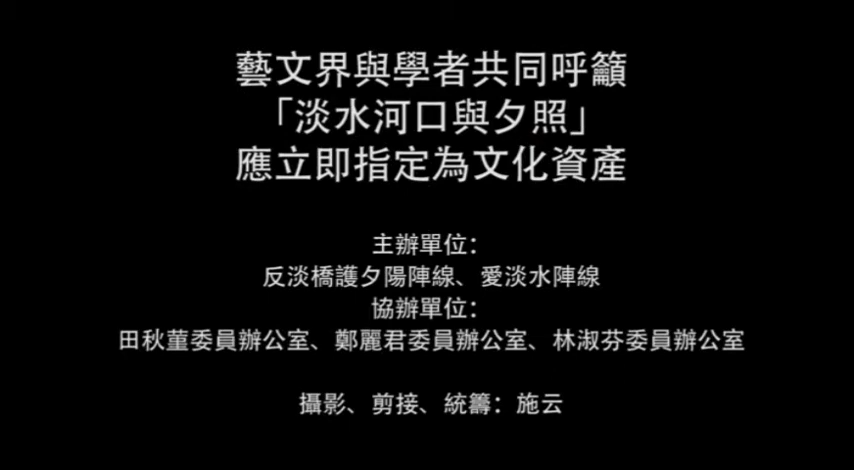 藝文界與學者共同呼籲
「淡水河口與夕照」
應立即指定為文化資產
主辦單位：
反淡橋護夕陽陣線、愛淡水陣線
協辦單位：
田秋堇委員辦公室、鄭麗君委員辦公室、林淑芬委員辦公室
攝影、剪接、統籌：施云